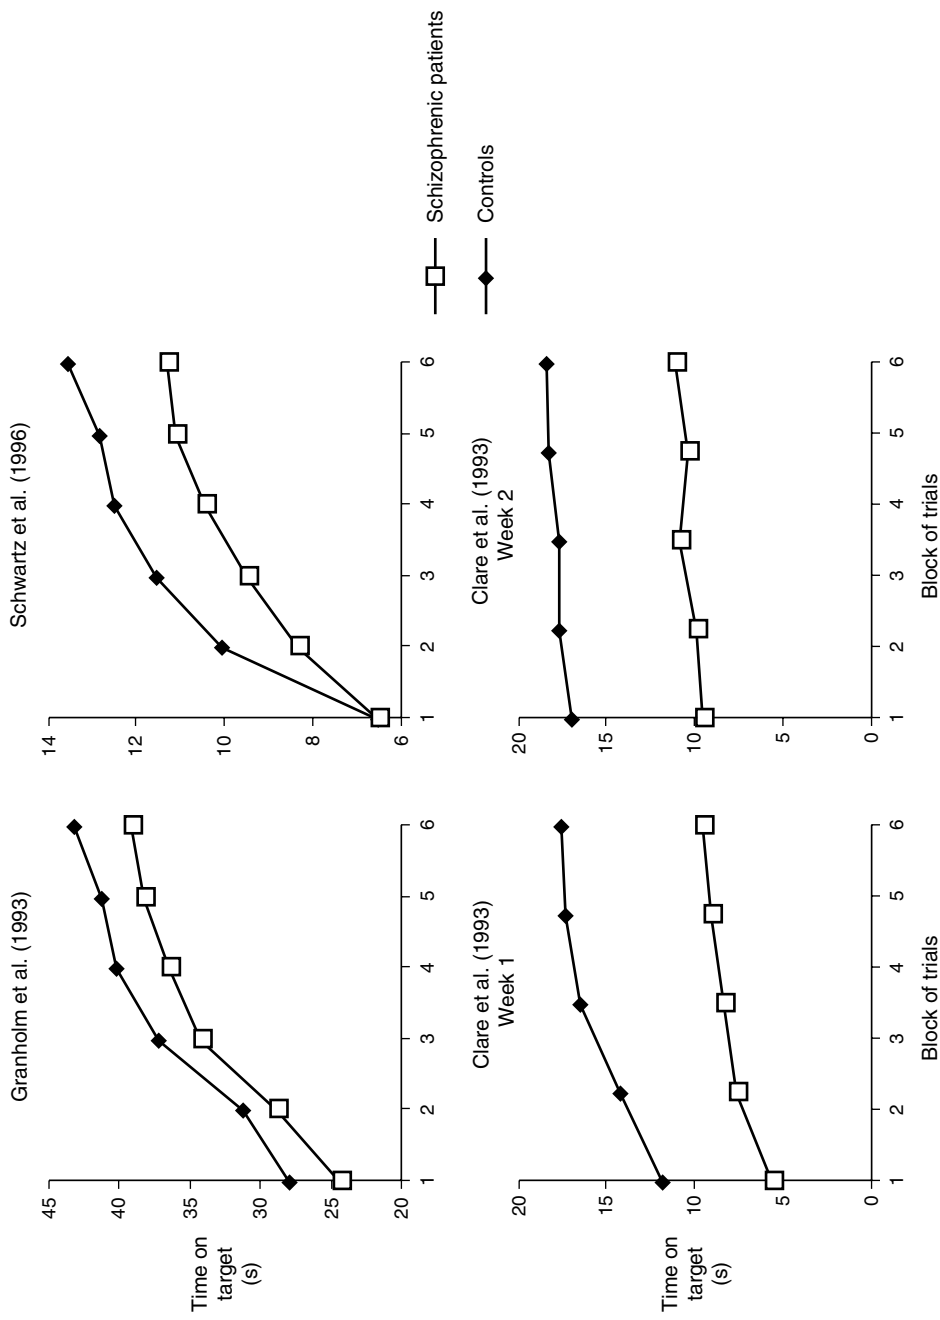 Granholm et al. (1993)
45
40
35
30
25
20
Time on
target
(s)
1 2 3 4 5 6
Schwartz et al. (1996)
14
12
10
8
6
1 2 3 4 5 6
Clare et al. (1993)
Week 1
20
15
10
5
0
Time on
target
(s)
1 2 3 4 5 6
Block of trials
Clare et al. (1993)
Week 2
20
15
10
5
0
1 2 3 4 5 6
Block of trials
Schizophrenic patients
Controls